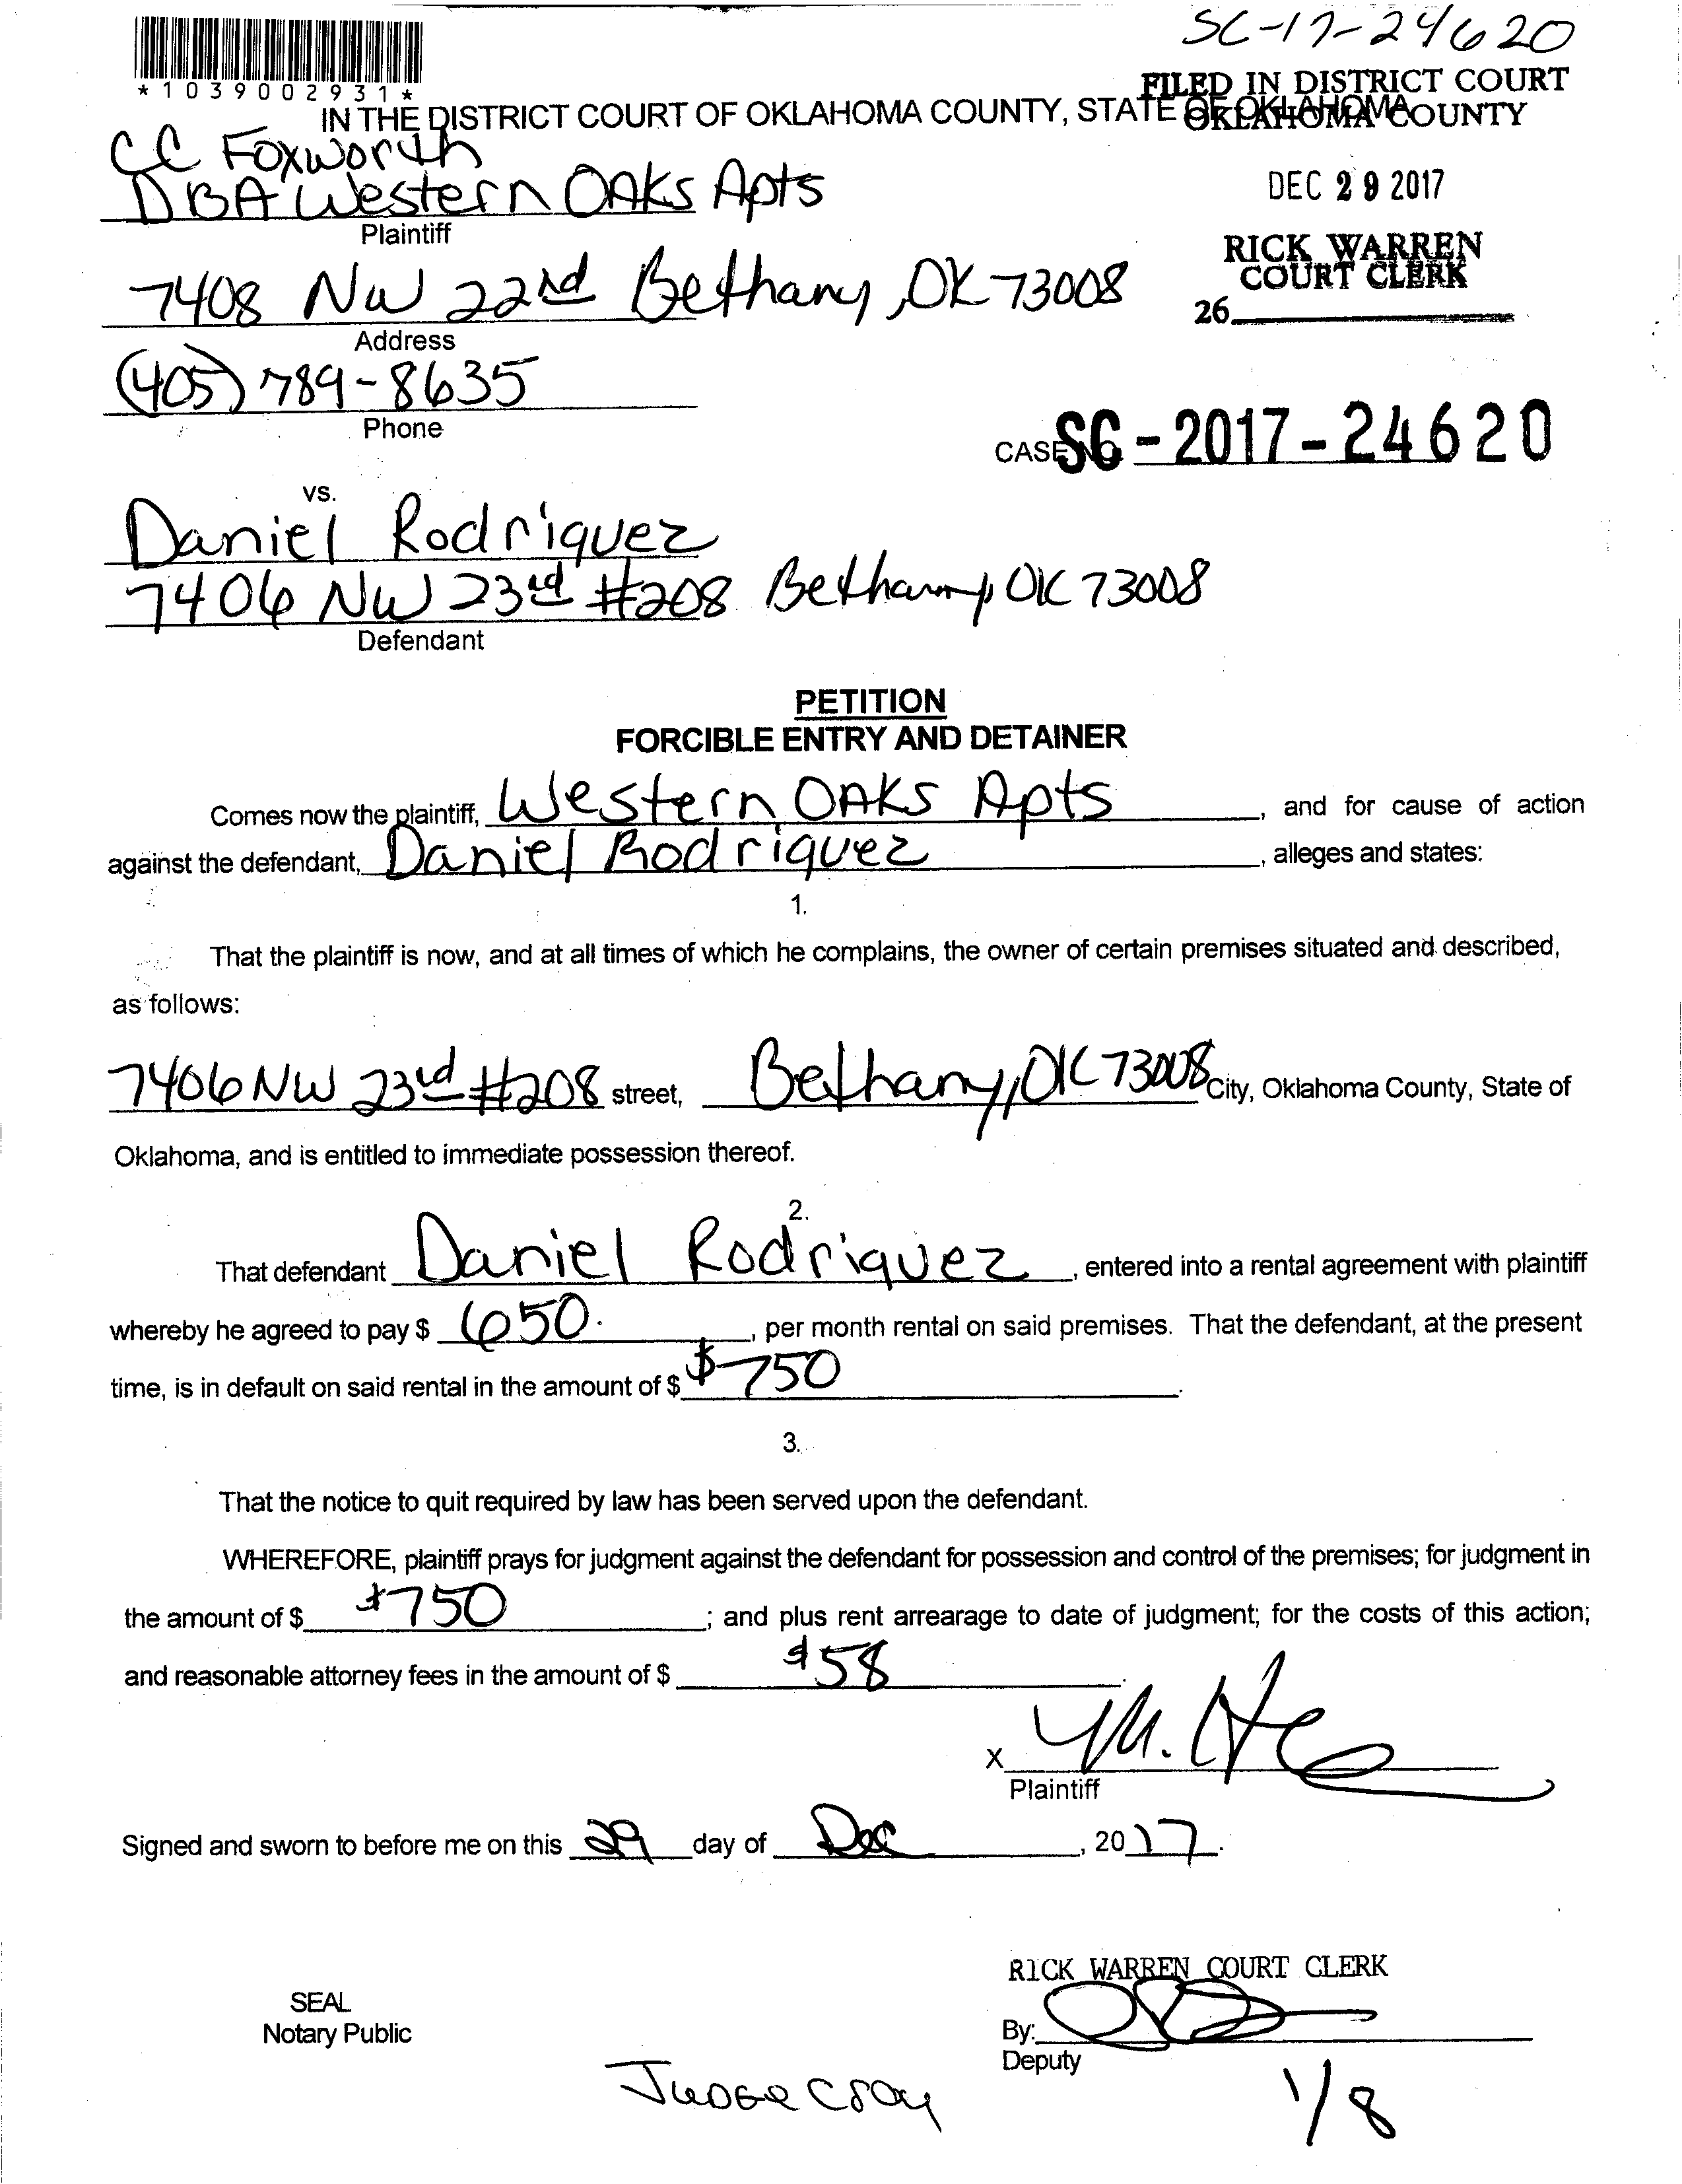 SC-17-24620
*1039002931*
FILED IN DISTRICT COURT
OKLAHOMA COUNTY
IN THE DISTRICT COURT OF OKLAHOMA COUNTY, STATE OF OKLAHOMA
CC Foxworth
DBA Western OAKs Apts
Plaintiff
DEC 29 2017
RICK WARREN
COURT CLERK
26
7408 NW 22nd Bethany, OK 73008
Address
(405) 789-8635
Phone
CASE NO. SC-2017-24620
vs.
Daniel Rodriquez
7406 NW 23rd #208 Bethany, OK 73008
Defendant
PETITION
FORCIBLE ENTRY AND DETAINER
Comes now the plaintiff, Western OAKs Apts, and for cause of action
against the defendant, Daniel Rodriquez, alleges and states:
1.
That the plaintiff is now, and at all times of which he complains, the owner of certain premises situated and described,
as follows:
7406 NW 23rd #208 street, Bethany, OK 73008 City, Oklahoma County, State of
Oklahoma, and is entitled to immediate possession thereof.
2.
That defendant Daniel Rodriquez, entered into a rental agreement with plaintiff
whereby he agreed to pay $ 650., per month rental on said premises. That the defendant, at the present
time, is in default on said rental in the amount of $ $750.
3.
That the notice to quit required by law has been served upon the defendant.
WHEREFORE, plaintiff prays for judgment against the defendant for possession and control of the premises; for judgment in
the amount of $ $750; and plus rent arrearage to date of judgment; for the costs of this action;
and reasonable attorney fees in the amount of $ $58.
X
Plaintiff
Signed and sworn to before me on this 29 day of Dec, 2017.
RICK WARREN COURT CLERK
SEAL
Notary Public
By:
Deputy
Judge Cray
1/8